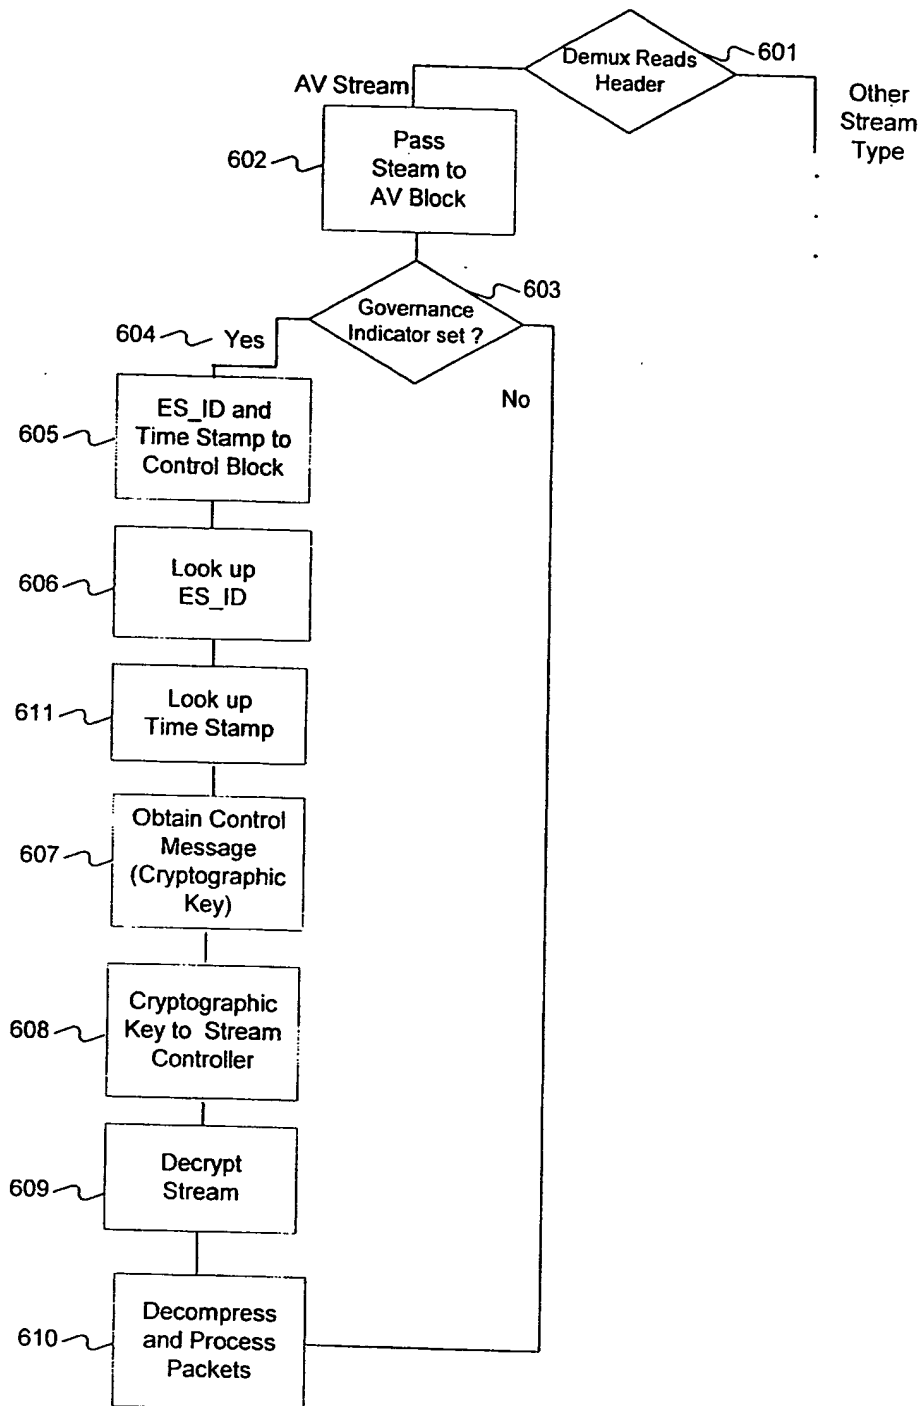 Demux Reads
Header
601
AV Stream
Other
Stream
Type
602
Pass
Steam to
AV Block
603
Governance
Indicator set ?
604
Yes
No
605
ES_ID and
Time Stamp to
Control Block
606
Look up
ES_ID
611
Look up
Time Stamp
607
Obtain Control
Message
(Cryptographic
Key)
608
Cryptographic
Key to Stream
Controller
609
Decrypt
Stream
610
Decompress
and Process
Packets